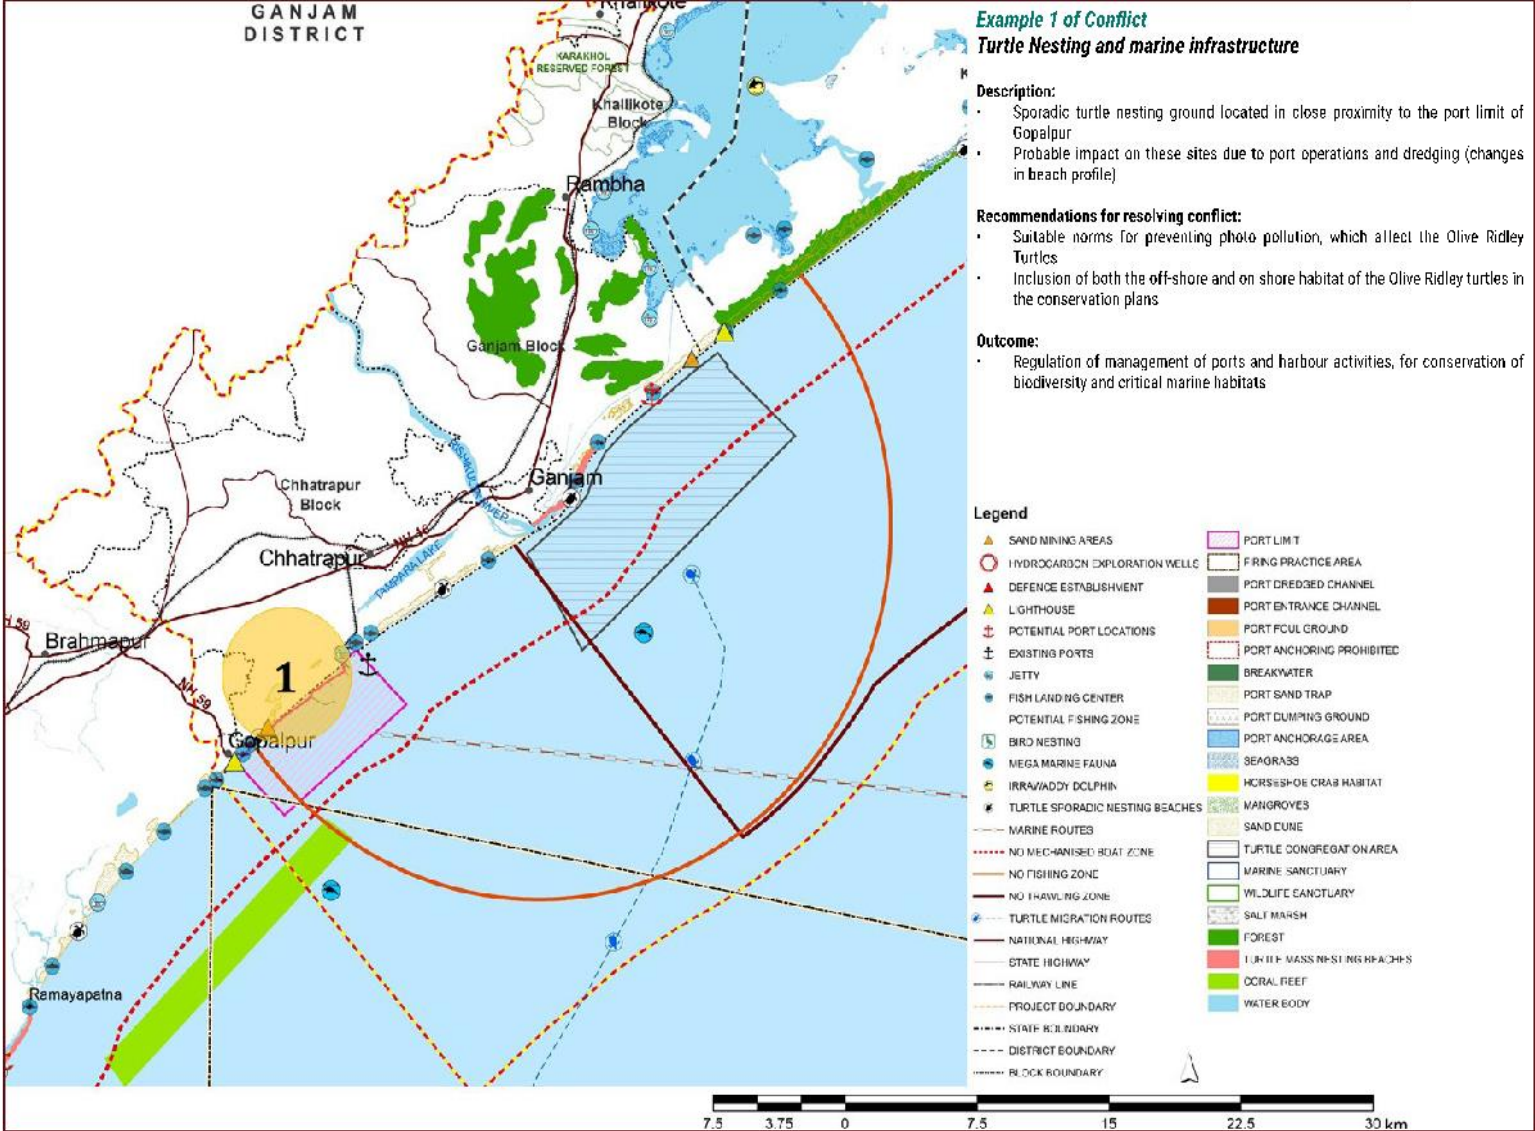 GANJAM
DISTRICT
Khallikote
KARAKHOL
RESERVED FOREST
Khallikote
Block
Rambha
Ganjam Block
RISHIKULYA RIVER
Ganjam
Chhatrapur
Block
NH 16
Chhatrapur
TAMPARA LAKE
Brahmapur
NH 59
1
Gopalpur
Ramayapatna
Example 1 of Conflict
Turtle Nesting and marine infrastructure
Description:
Sporadic turtle nesting ground located in close proximity to the port limit of
Gopalpur
Probable impact on these sites due to port operations and dredging (changes
in beach profile)
Recommendations for resolving conflict:
Suitable norms for preventing photo pollution, which affect the Olive Ridley
Turtles
Inclusion of both the off-shore and on shore habitat of the Olive Ridley turtles in
the conservation plans
Outcome:
Regulation of management of ports and harbour activities, for conservation of
biodiversity and critical marine habitats
Legend
SAND MINING AREAS
HYDROCARBON EXPLORATION WELLS
DEFENCE ESTABLISHMENT
LIGHTHOUSE
POTENTIAL PORT LOCATIONS
EXISTING PORTS
JETTY
FISH LANDING CENTER
POTENTIAL FISHING ZONE
BIRD NESTING
MEGA MARINE FAUNA
IRRAWADDY DOLPHIN
TURTLE SPORADIC NESTING BEACHES
MARINE ROUTES
NO MECHANISED BOAT ZONE
NO FISHING ZONE
NO TRAWLING ZONE
TURTLE MIGRATION ROUTES
NATIONAL HIGHWAY
STATE HIGHWAY
RAILWAY LINE
PROJECT BOUNDARY
STATE BOUNDARY
DISTRICT BOUNDARY
BLOCK BOUNDARY
PORT LIMIT
FIRING PRACTICE AREA
PORT DREDGED CHANNEL
PORT ENTRANCE CHANNEL
PORT FOUL GROUND
PORT ANCHORING PROHIBITED
BREAKWATER
PORT SAND TRAP
PORT DUMPING GROUND
PORT ANCHORAGE AREA
SEAGRASS
HORSESHOE CRAB HABITAT
MANGROVES
SAND DUNE
TURTLE CONGREGATION AREA
MARINE SANCTUARY
WILDLIFE SANCTUARY
SALT MARSH
FOREST
TURTLE MASS NESTING BEACHES
CORAL REEF
WATER BODY
7.5 3.75 0 7.5 15 22.5 30 km